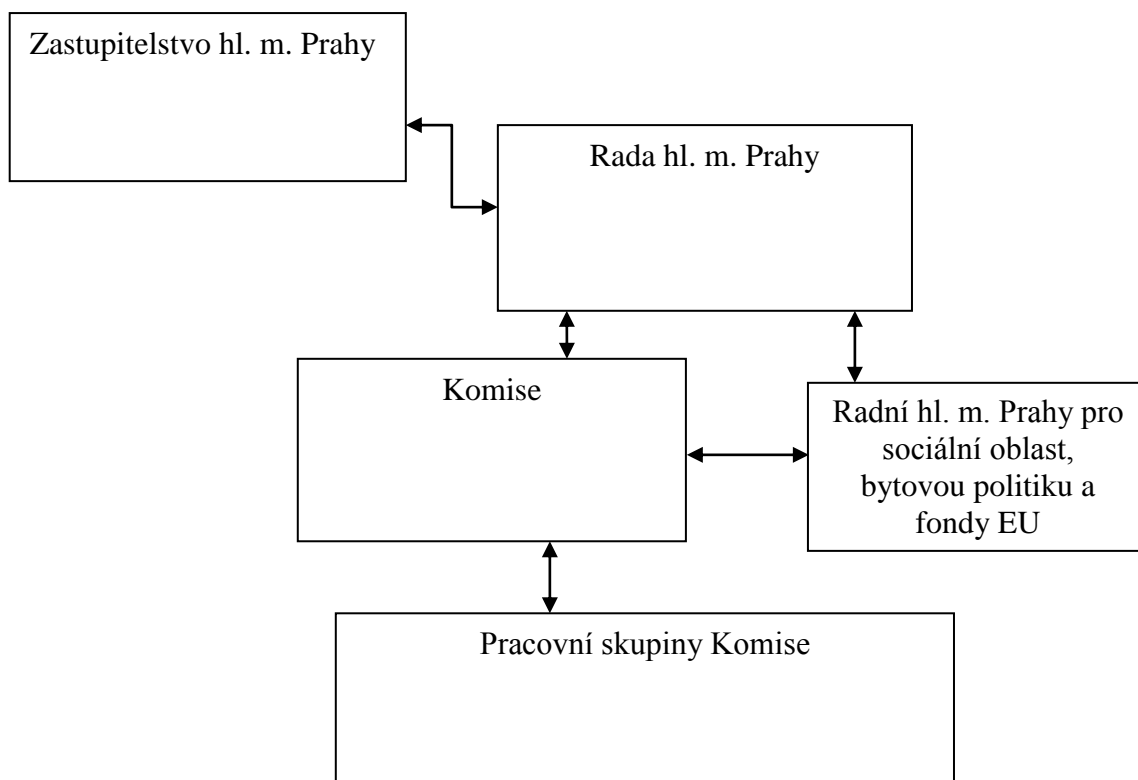 Zastupitelstvo hl. m. Prahy
Rada hl. m. Prahy
Komise
Radní hl. m. Prahy pro
sociální oblast,
bytovou politiku a
fondy EU
Pracovní skupiny Komise